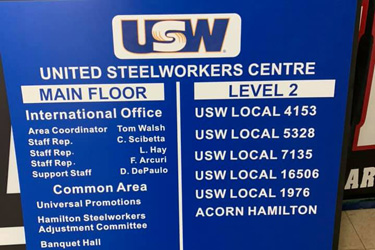 USW
UNITED STEELWORKERS CENTRE
MAIN FLOOR
International Office
Area Coordinator Tom Walsh
Staff Rep. C. Scibetta
Staff Rep. L. Hay
Staff Rep. F. Arcuri
Support Staff D. DePaulo
Common Area
Universal Promotions
Hamilton Steelworkers
Adjustment Committee
Banquet Hall
LEVEL 2
USW LOCAL 4153
USW LOCAL 5328
USW LOCAL 7135
USW LOCAL 16506
USW LOCAL 1976
ACORN HAMILTON